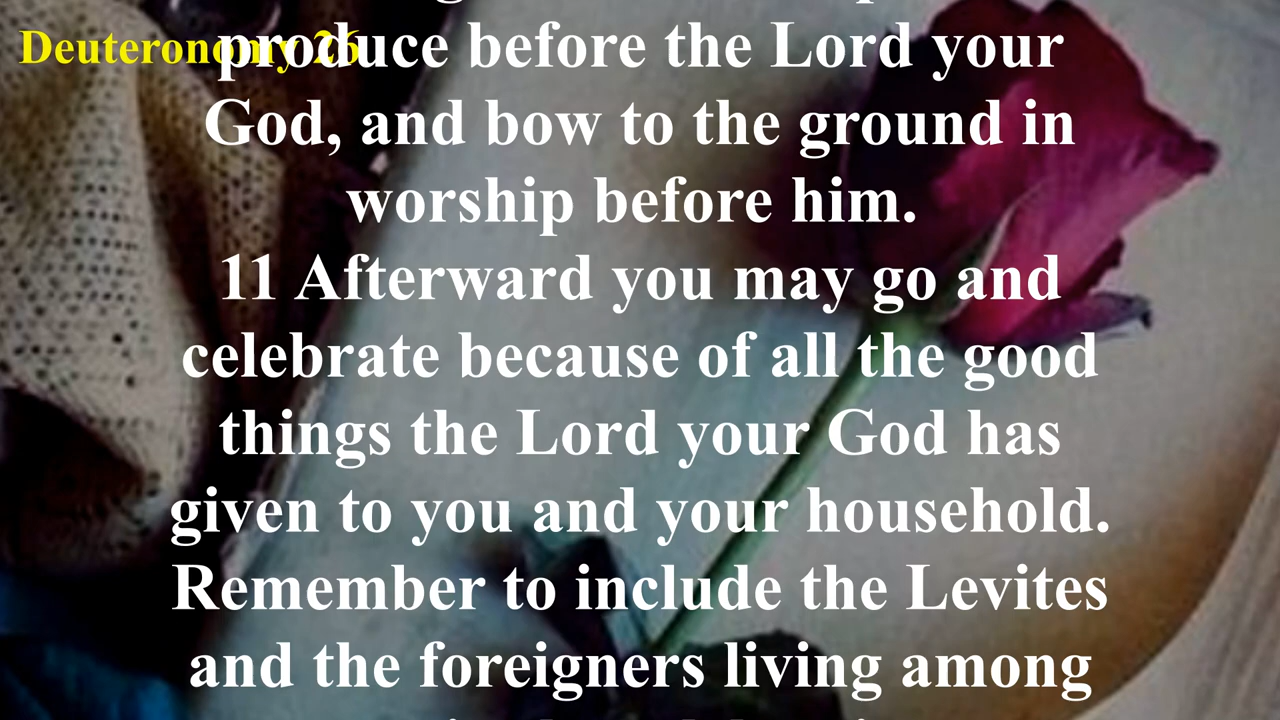 Deuteronomy 26
produce before the Lord your
God, and bow to the ground in
worship before him.
11 Afterward you may go and
celebrate because of all the good
things the Lord your God has
given to you and your household.
Remember to include the Levites
and the foreigners living among